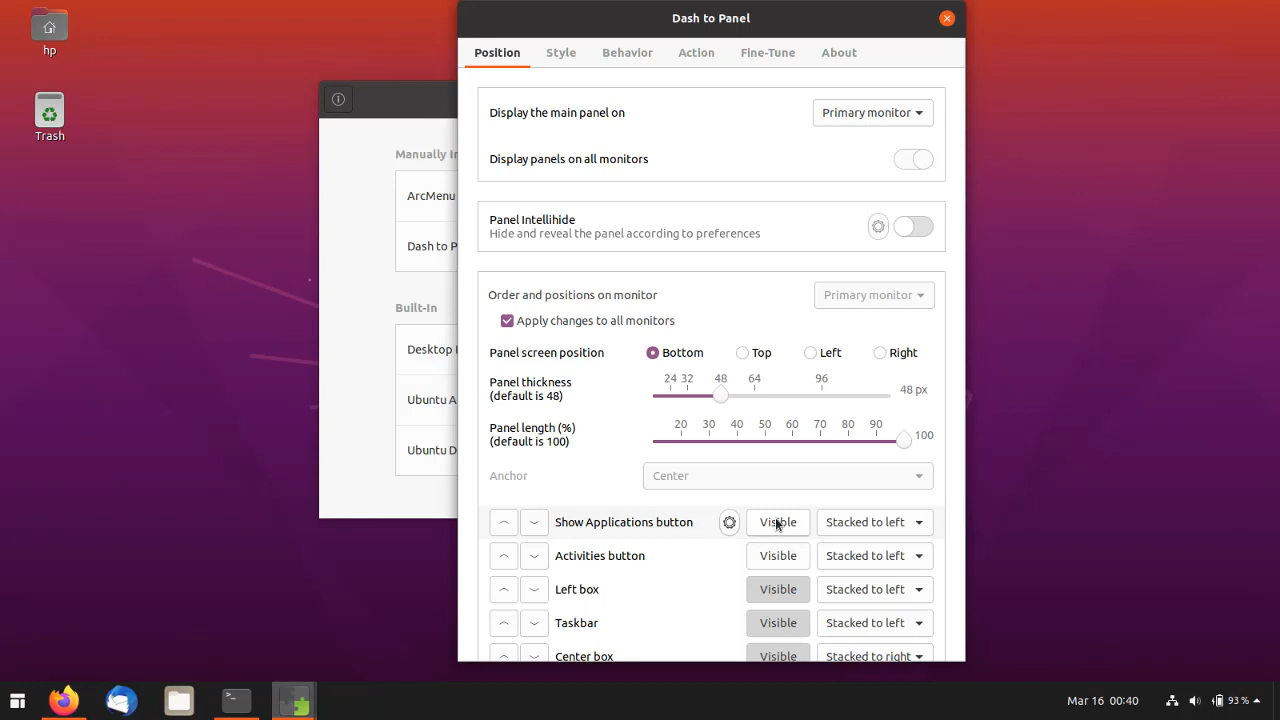 hp
Trash
Dash to Panel
Position Style Behavior Action Fine-Tune About
Manually In
ArcMenu
Dash to P
Built-In
Desktop I
Ubuntu A
Ubuntu D
Display the main panel on Primary monitor
Display panels on all monitors
Panel Intellihide
Hide and reveal the panel according to preferences
Order and positions on monitor Primary monitor
Apply changes to all monitors
Panel screen position Bottom Top Left Right
24 32 48 64 96
Panel thickness
(default is 48)
48 px
20 30 40 50 60 70 80 90
Panel length (%)
(default is 100)
100
Anchor Center
Show Applications button Visible Stacked to left
Activities button Visible Stacked to left
Left box Visible Stacked to left
Taskbar Visible Stacked to left
Center box Visible Stacked to right
Mar 16 00:40 93 %